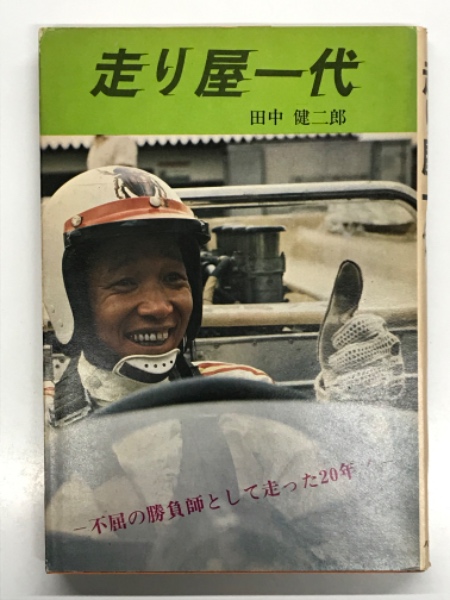 走り屋一代
田中 健二郎
―不屈の勝負師として走った20年―